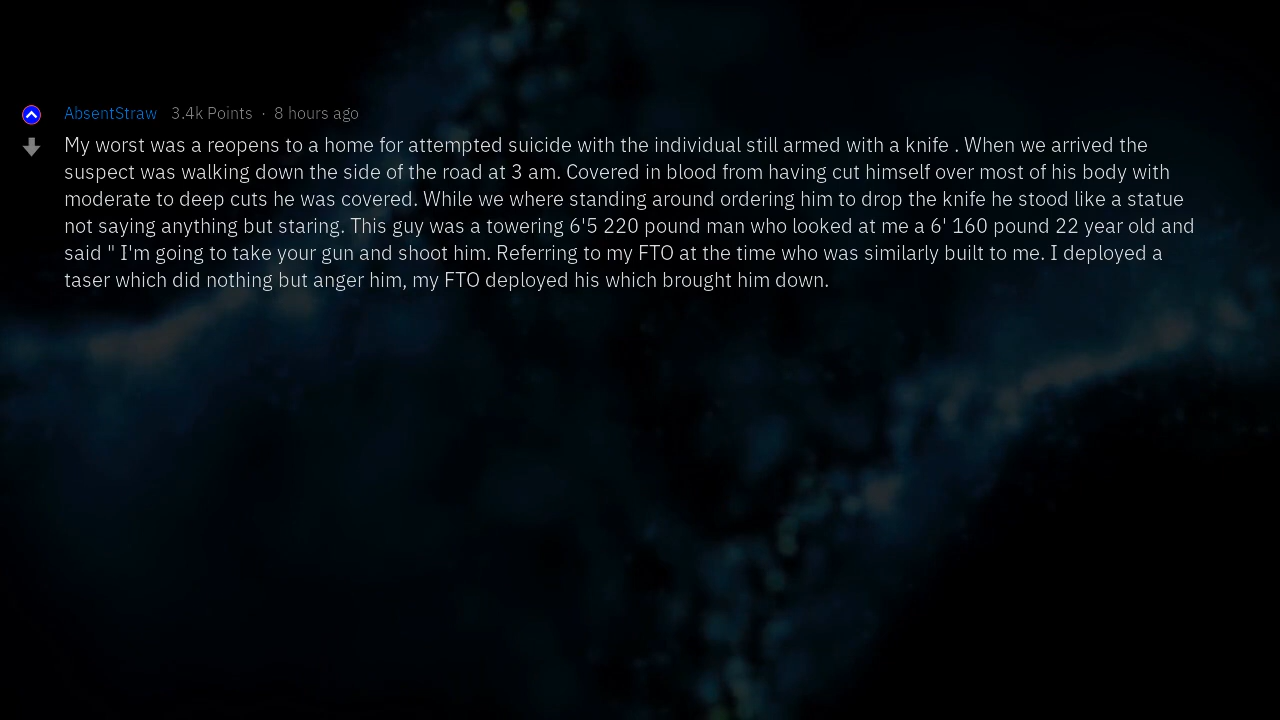 AbsentStraw 3.4k Points · 8 hours ago
My worst was a reopens to a home for attempted suicide with the individual still armed with a knife . When we arrived the
suspect was walking down the side of the road at 3 am. Covered in blood from having cut himself over most of his body with
moderate to deep cuts he was covered. While we where standing around ordering him to drop the knife he stood like a statue
not saying anything but staring. This guy was a towering 6'5 220 pound man who looked at me a 6' 160 pound 22 year old and
said " I'm going to take your gun and shoot him. Referring to my FTO at the time who was similarly built to me. I deployed a
taser which did nothing but anger him, my FTO deployed his which brought him down.